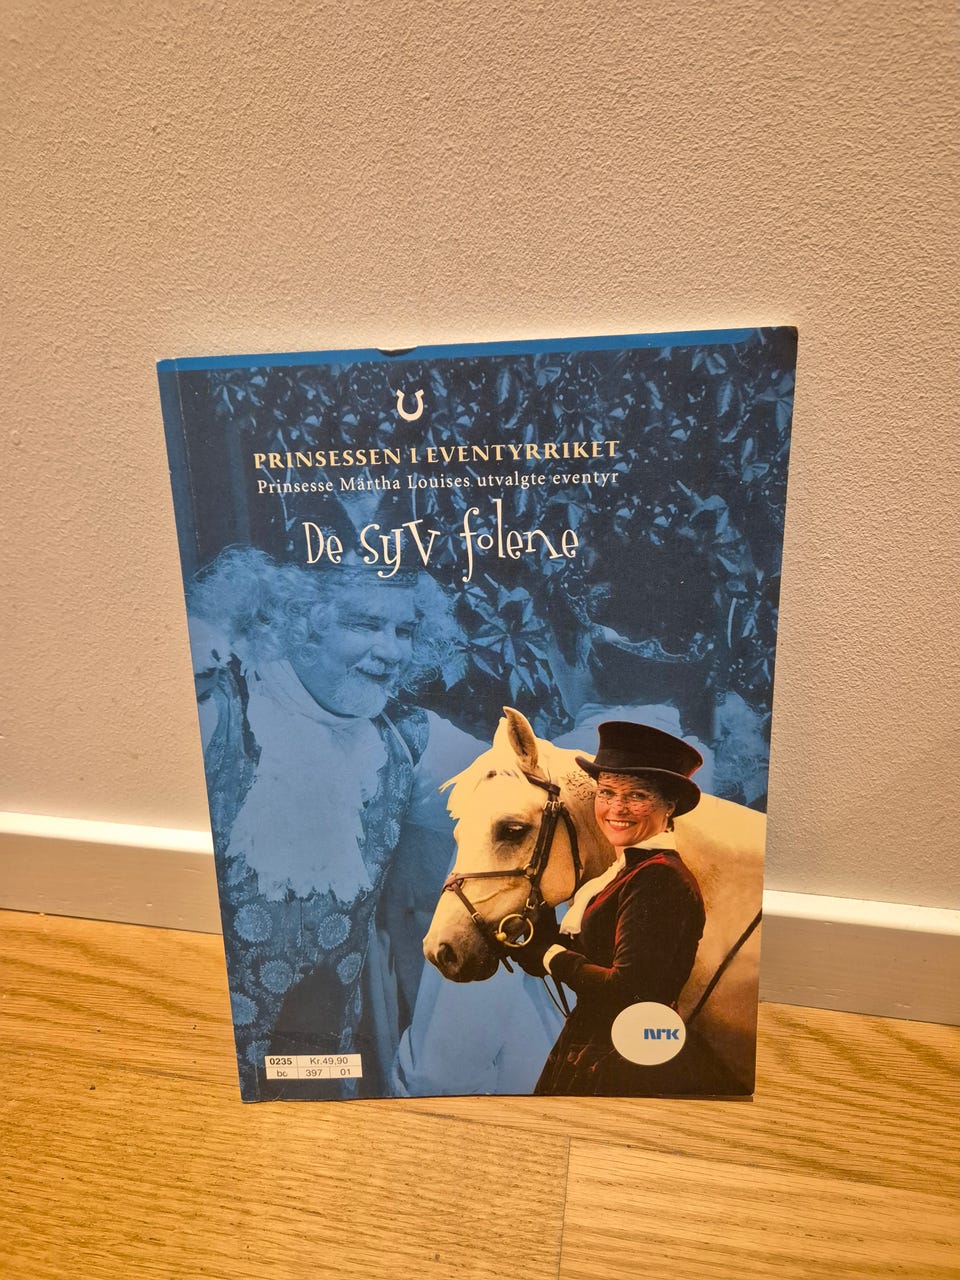 PRINSESSEN I EVENTYRRIKET
Prinsesse Märtha Louises utvalgte eventyr
De syv folene
nrk
0235 Kr.49,90
bc 397 01